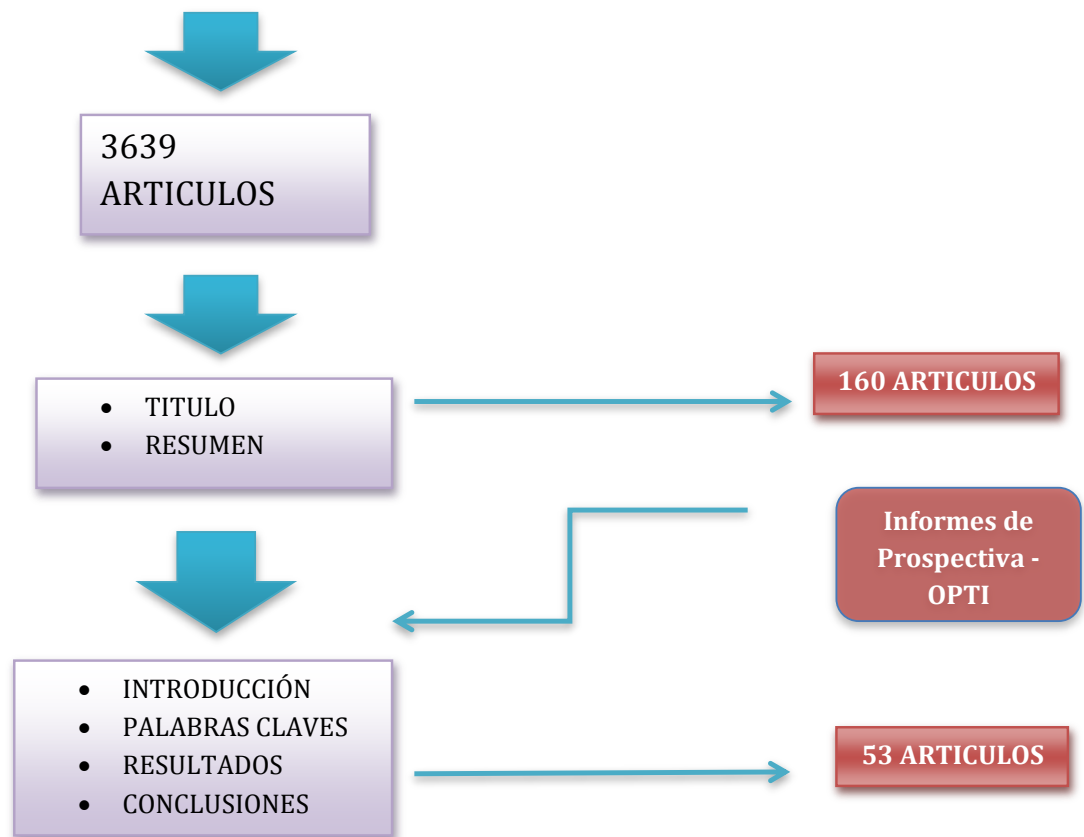 3639
ARTICULOS
• TITULO
• RESUMEN
160 ARTICULOS
Informes de
Prospectiva -
OPTI
• INTRODUCCIÓN
• PALABRAS CLAVES
• RESULTADOS
• CONCLUSIONES
53 ARTICULOS